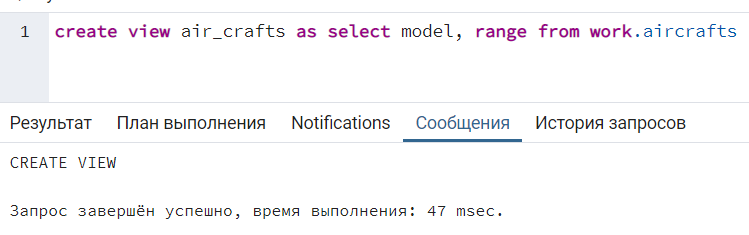 1 create view air_crafts as select model, range from work.aircrafts
Результат План выполнения Notifications Сообщения История запросов
CREATE VIEW
Запрос завершён успешно, время выполнения: 47 msec.